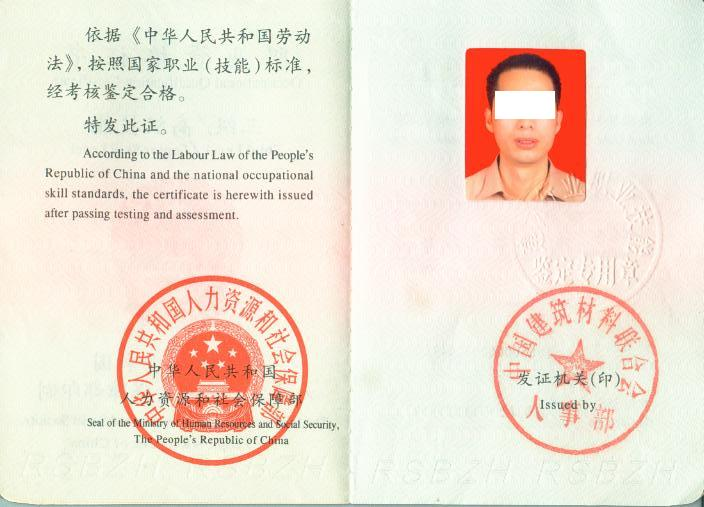 依据《中华人民共和国劳动
法》，按照国家职业（技能）标准，
经考核鉴定合格。
特发此证。
According to the Labour Law of the People's
Republic of China and the national occupational
skill standards, the certificate is herewith issued
after passing testing and assessment.
中华人民共和国人力资源和社会保障部
中华人民共和国
人力资源和社会保障部
Seal of the Ministry of Human Resources and Social Security,
The People's Republic of China
鉴定专用章
中国建筑材料联合会
发证机关(印)
Issued by
人事部
RSBZH RSBZH RSBZH RSBZH